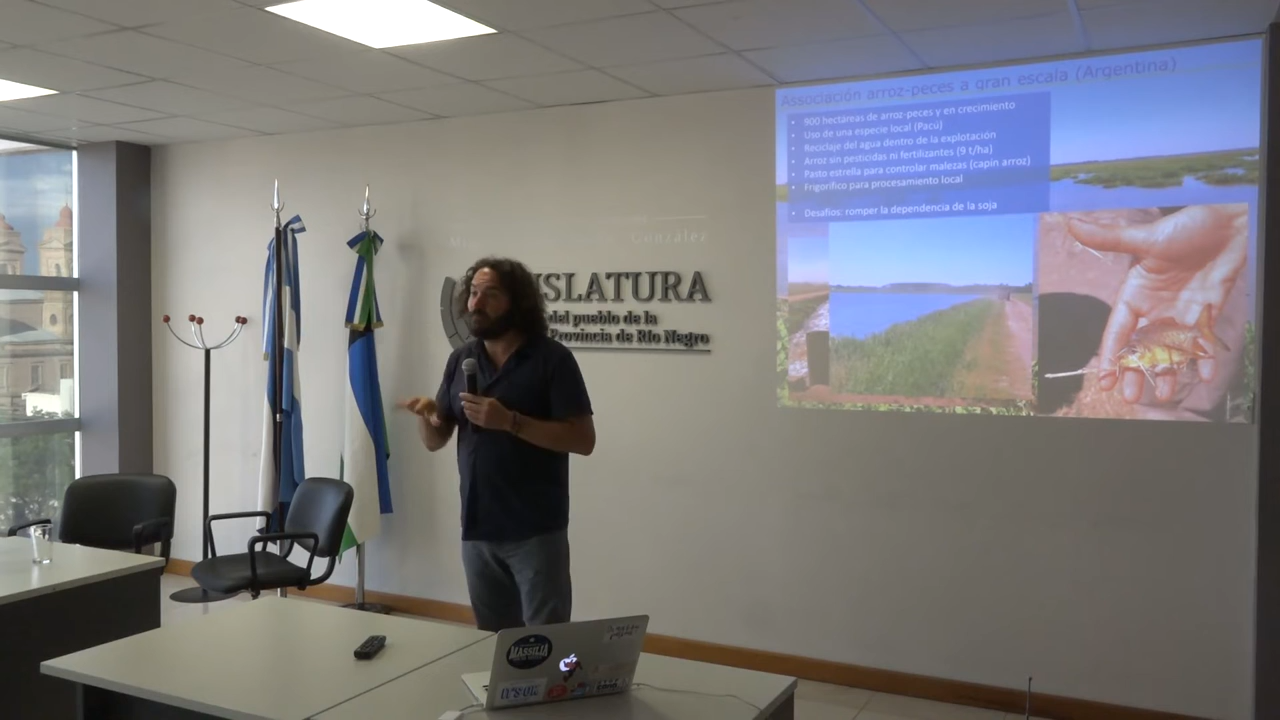 Associación arroz-peces a gran escala (Argentina)
• 900 hectáreas de arroz-peces y en crecimiento
• Uso de una especie local (Pacú)
• Reciclaje del agua dentro de la explotación
• Arroz sin pesticidas ni fertilizantes (9 t/ha)
• Pasto estrella para controlar malezas (capin arroz)
• Frigorífico para procesamiento local
• Desafíos: romper la dependencia de la soja
González
ISLATURA
del pueblo de la
Provincia de Río Negro
MASSILIA